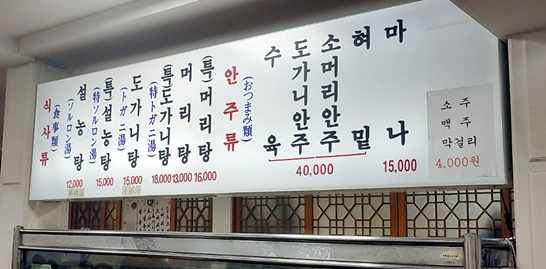 식사류
(食事類)
설농탕
(ソルロン湯)
12,000
(특)설농탕
(特ソルロン湯)
15,000
도가니탕
(トガニ湯)
15,000
(특)도가니탕
(特トガニ湯)
18,000
머리탕
13,000
(특)머리탕
16,000
안주류
(おつまみ類)
수육
도가니안주
소머리안주
혀밑
40,000
마나
15,000
소주
맥주
막걸리
4,000원